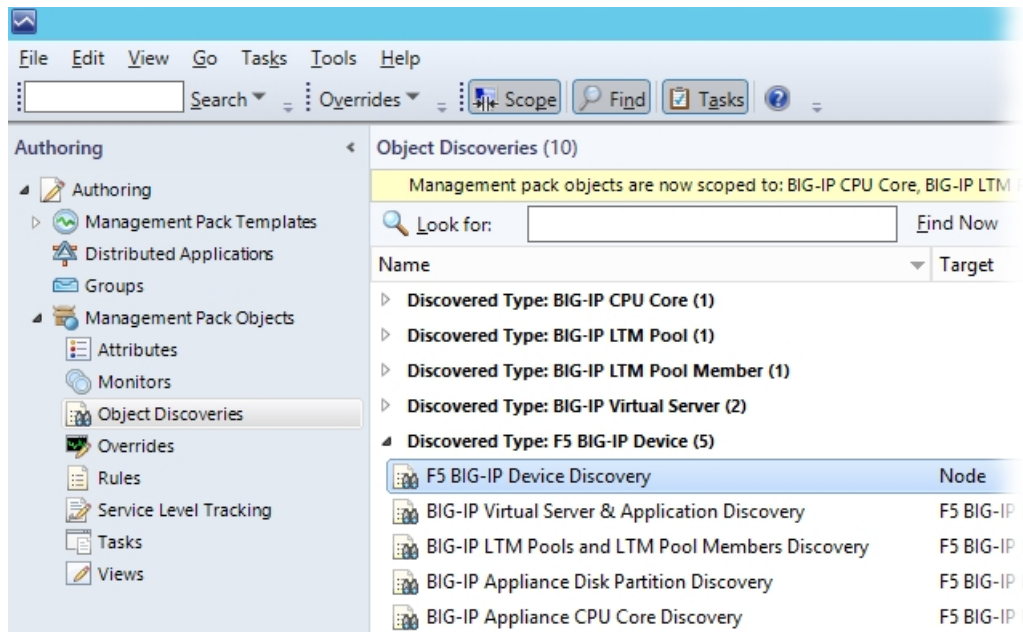 File Edit View Go Tasks Tools Help
Search Overrides Scope Find Tasks
Authoring
Authoring
Management Pack Templates
Distributed Applications
Groups
Management Pack Objects
Attributes
Monitors
Object Discoveries
Overrides
Rules
Service Level Tracking
Tasks
Views
Object Discoveries (10)
Management pack objects are now scoped to: BIG-IP CPU Core, BIG-IP LTM
Look for: Find Now
Name Target
Discovered Type: BIG-IP CPU Core (1)
Discovered Type: BIG-IP LTM Pool (1)
Discovered Type: BIG-IP LTM Pool Member (1)
Discovered Type: BIG-IP Virtual Server (2)
Discovered Type: F5 BIG-IP Device (5)
F5 BIG-IP Device Discovery Node
BIG-IP Virtual Server & Application Discovery F5 BIG-IP
BIG-IP LTM Pools and LTM Pool Members Discovery F5 BIG-IP
BIG-IP Appliance Disk Partition Discovery F5 BIG-IP
BIG-IP Appliance CPU Core Discovery F5 BIG-IP